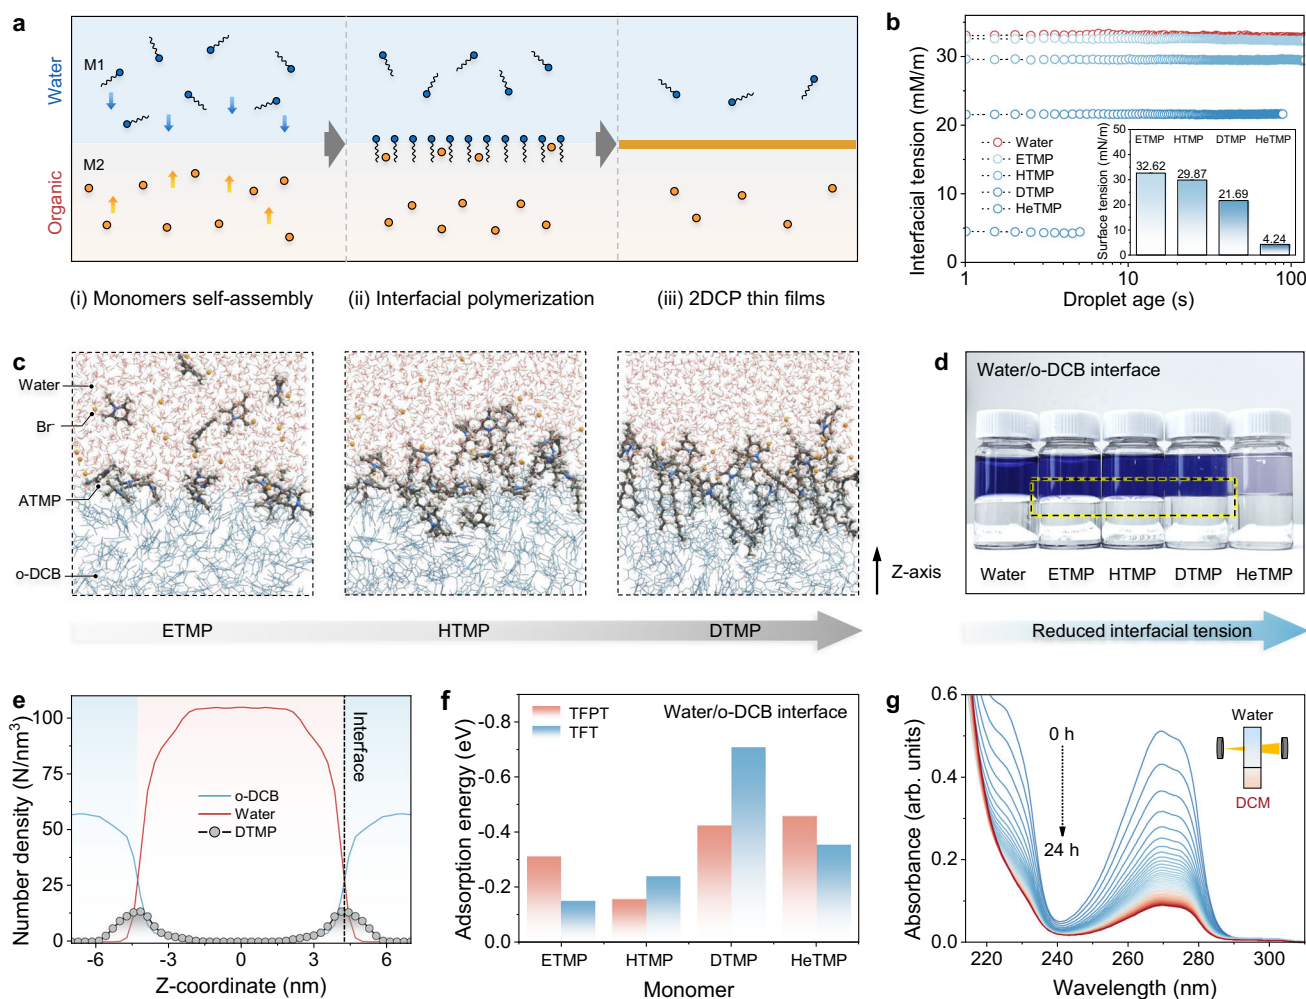 a
Water
Organic
M1
M2
(i) Monomers self-assembly
(ii) Interfacial polymerization
(iii) 2DCP thin films
b
Interfacial tension (mM/m)
30
20
10
0
1
10
100
Droplet age (s)
Water
ETMP
HTMP
DTMP
HeTMP
Surface tension (mN/m)
50
40
30
20
10
0
ETMP HTMP DTMP HeTMP
32.62
29.87
21.69
4.24
c
Water
Br-
ATMP
o-DCB
Z-axis
ETMP
HTMP
DTMP
d
Water/o-DCB interface
Water ETMP HTMP DTMP HeTMP
Reduced interfacial tension
e
Number density (N/nm³)
100
75
50
25
0
-6 -3 0 3 6
Z-coordinate (nm)
o-DCB
Water
DTMP
Interface
f
Adsorption energy (eV)
-0.8
-0.6
-0.4
-0.2
0.0
TFPT
TFT
Water/o-DCB interface
ETMP HTMP DTMP HeTMP
Monomer
g
Absorbance (arb. units)
0.6
0.4
0.2
0.0
220 240 260 280 300
Wavelength (nm)
0 h
24 h
Water
DCM